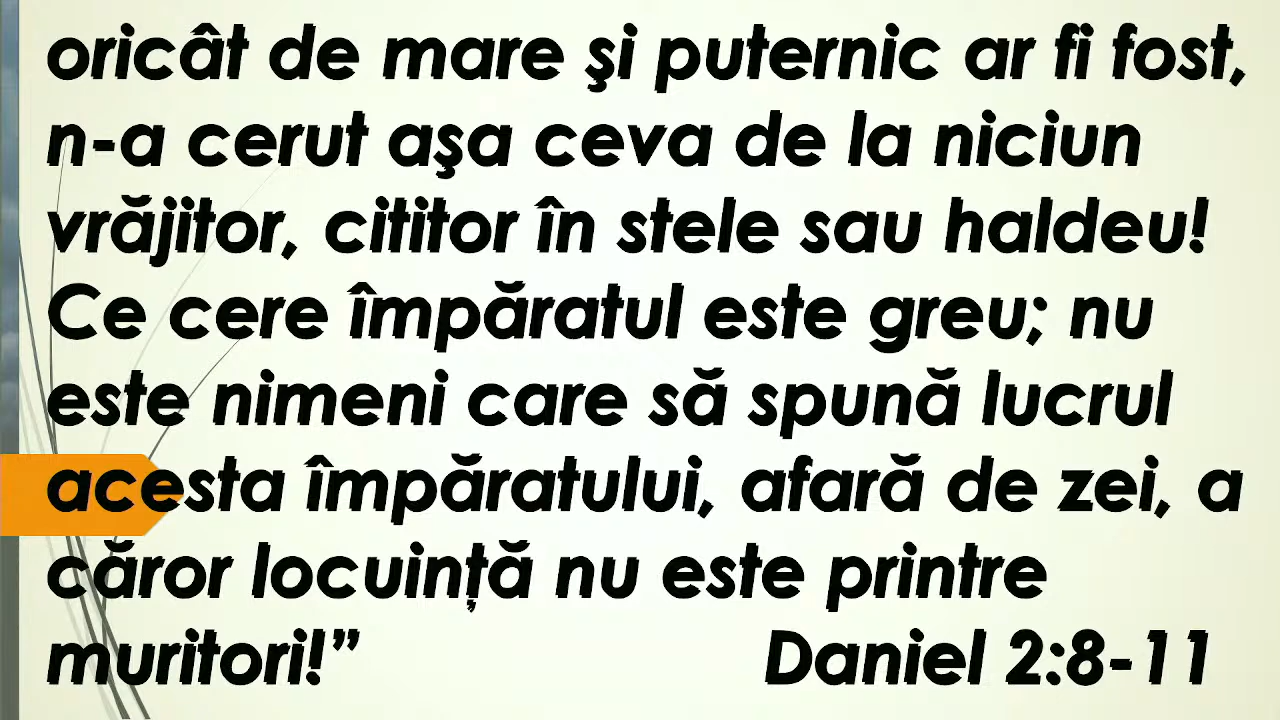 oricât de mare şi puternic ar fi fost,
n-a cerut aşa ceva de la niciun
vrăjitor, cititor în stele sau haldeu!
Ce cere împăratul este greu; nu
este nimeni care să spună lucrul
acesta împăratului, afară de zei, a
căror locuinţă nu este printre
muritori!” Daniel 2:8-11